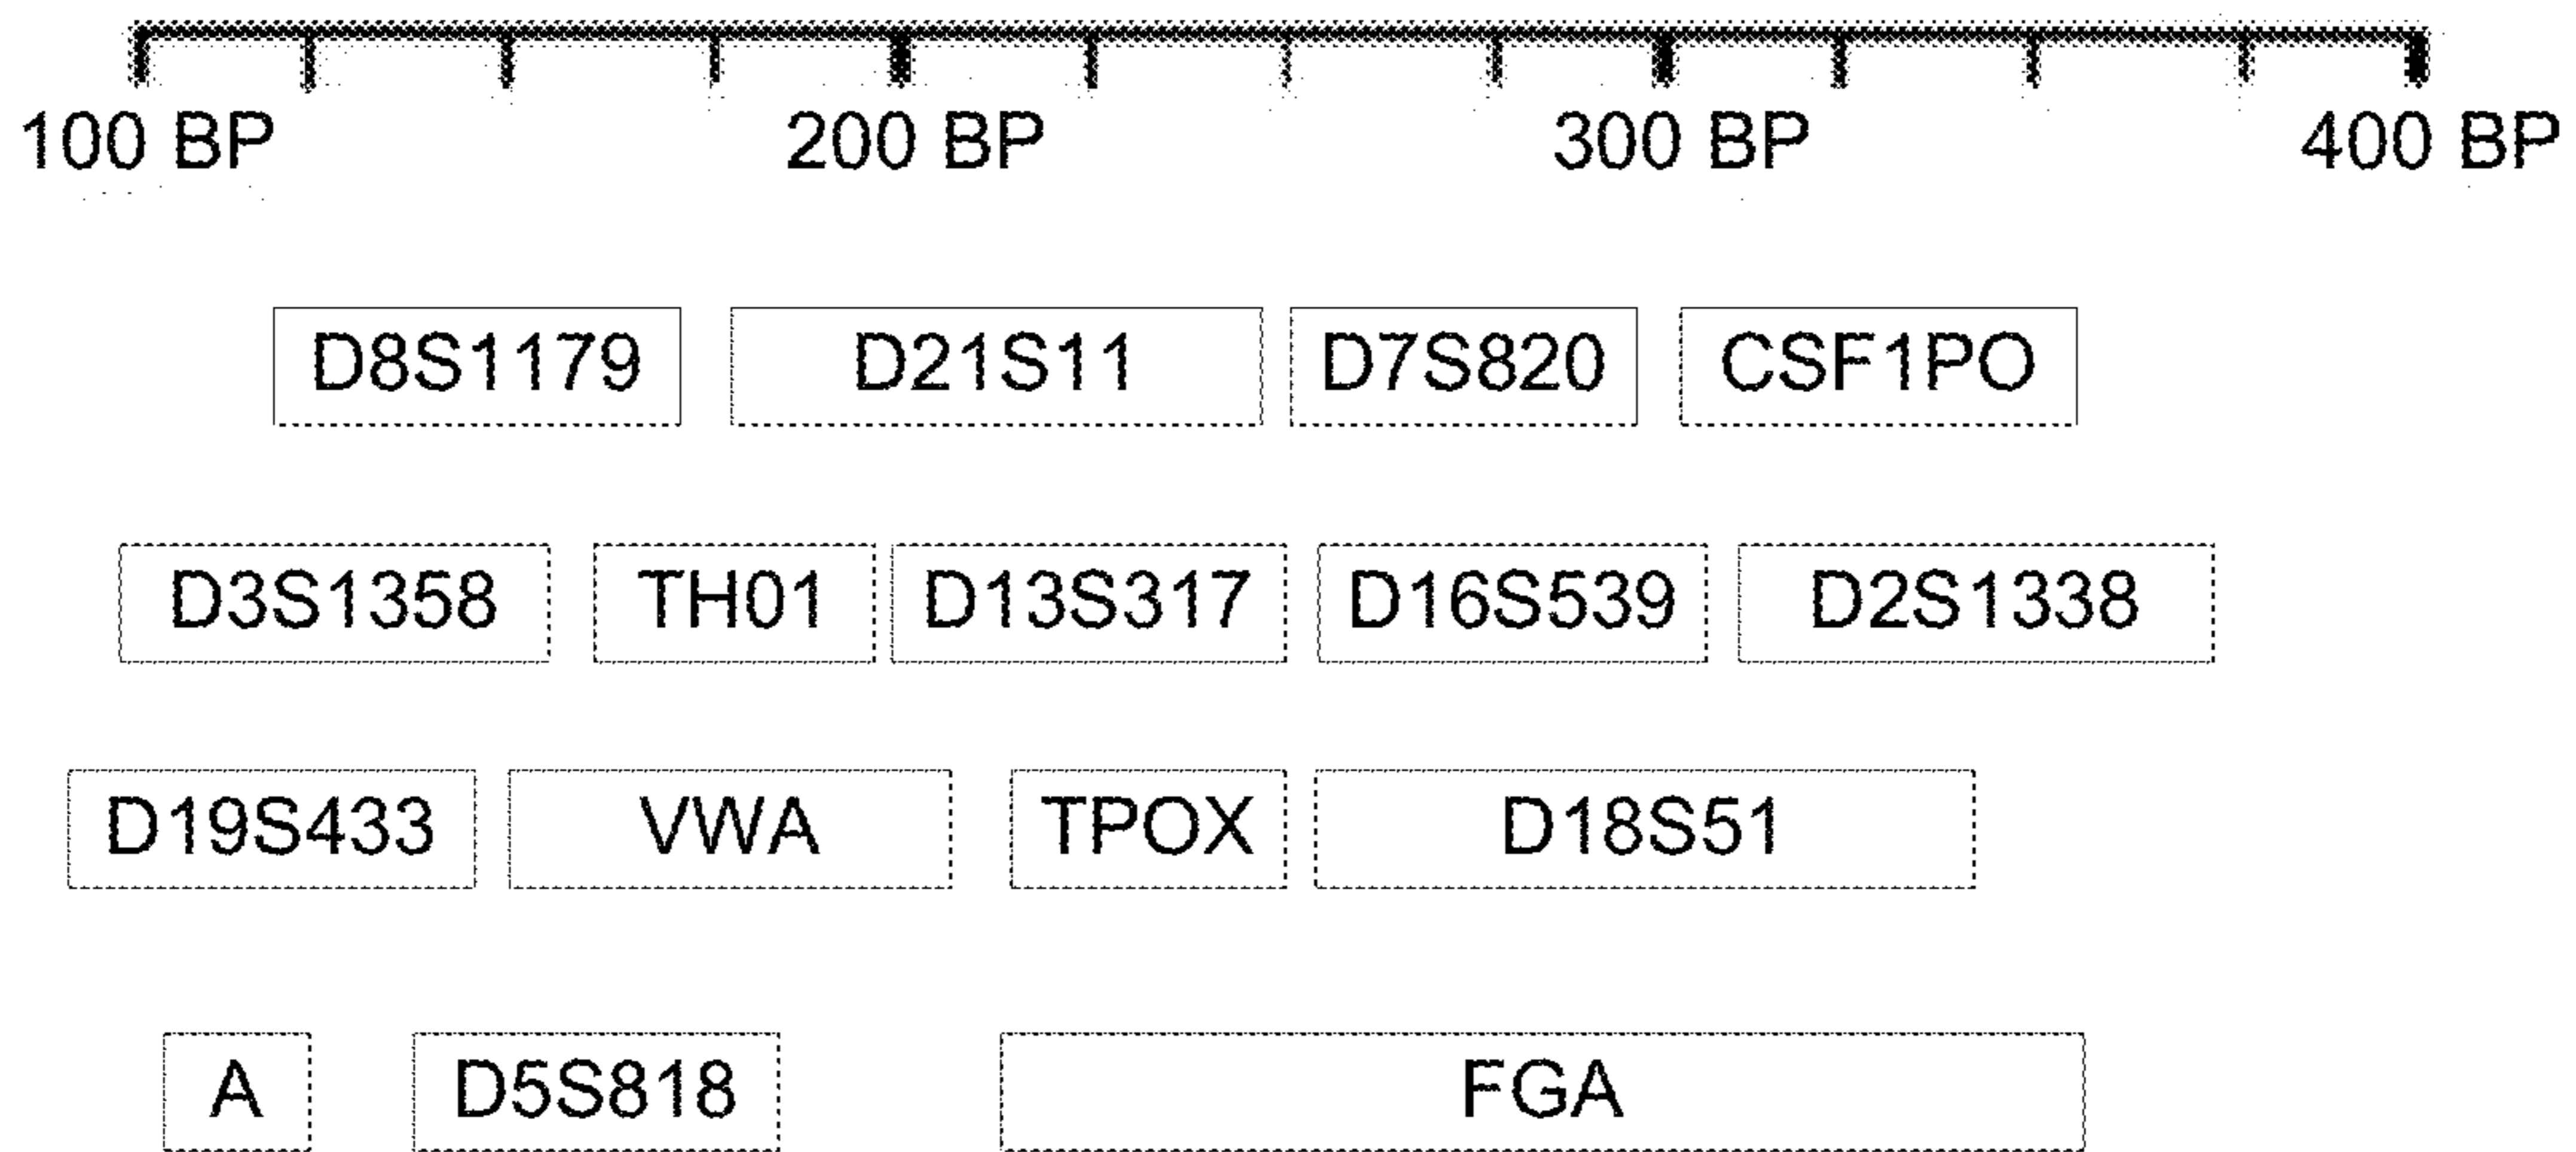 100 BP 200 BP 300 BP 400 BP
D8S1179 D21S11 D7S820 CSF1PO
D3S1358 TH01 D13S317 D16S539 D2S1338
D19S433 VWA TPOX D18S51
A D5S818 FGA